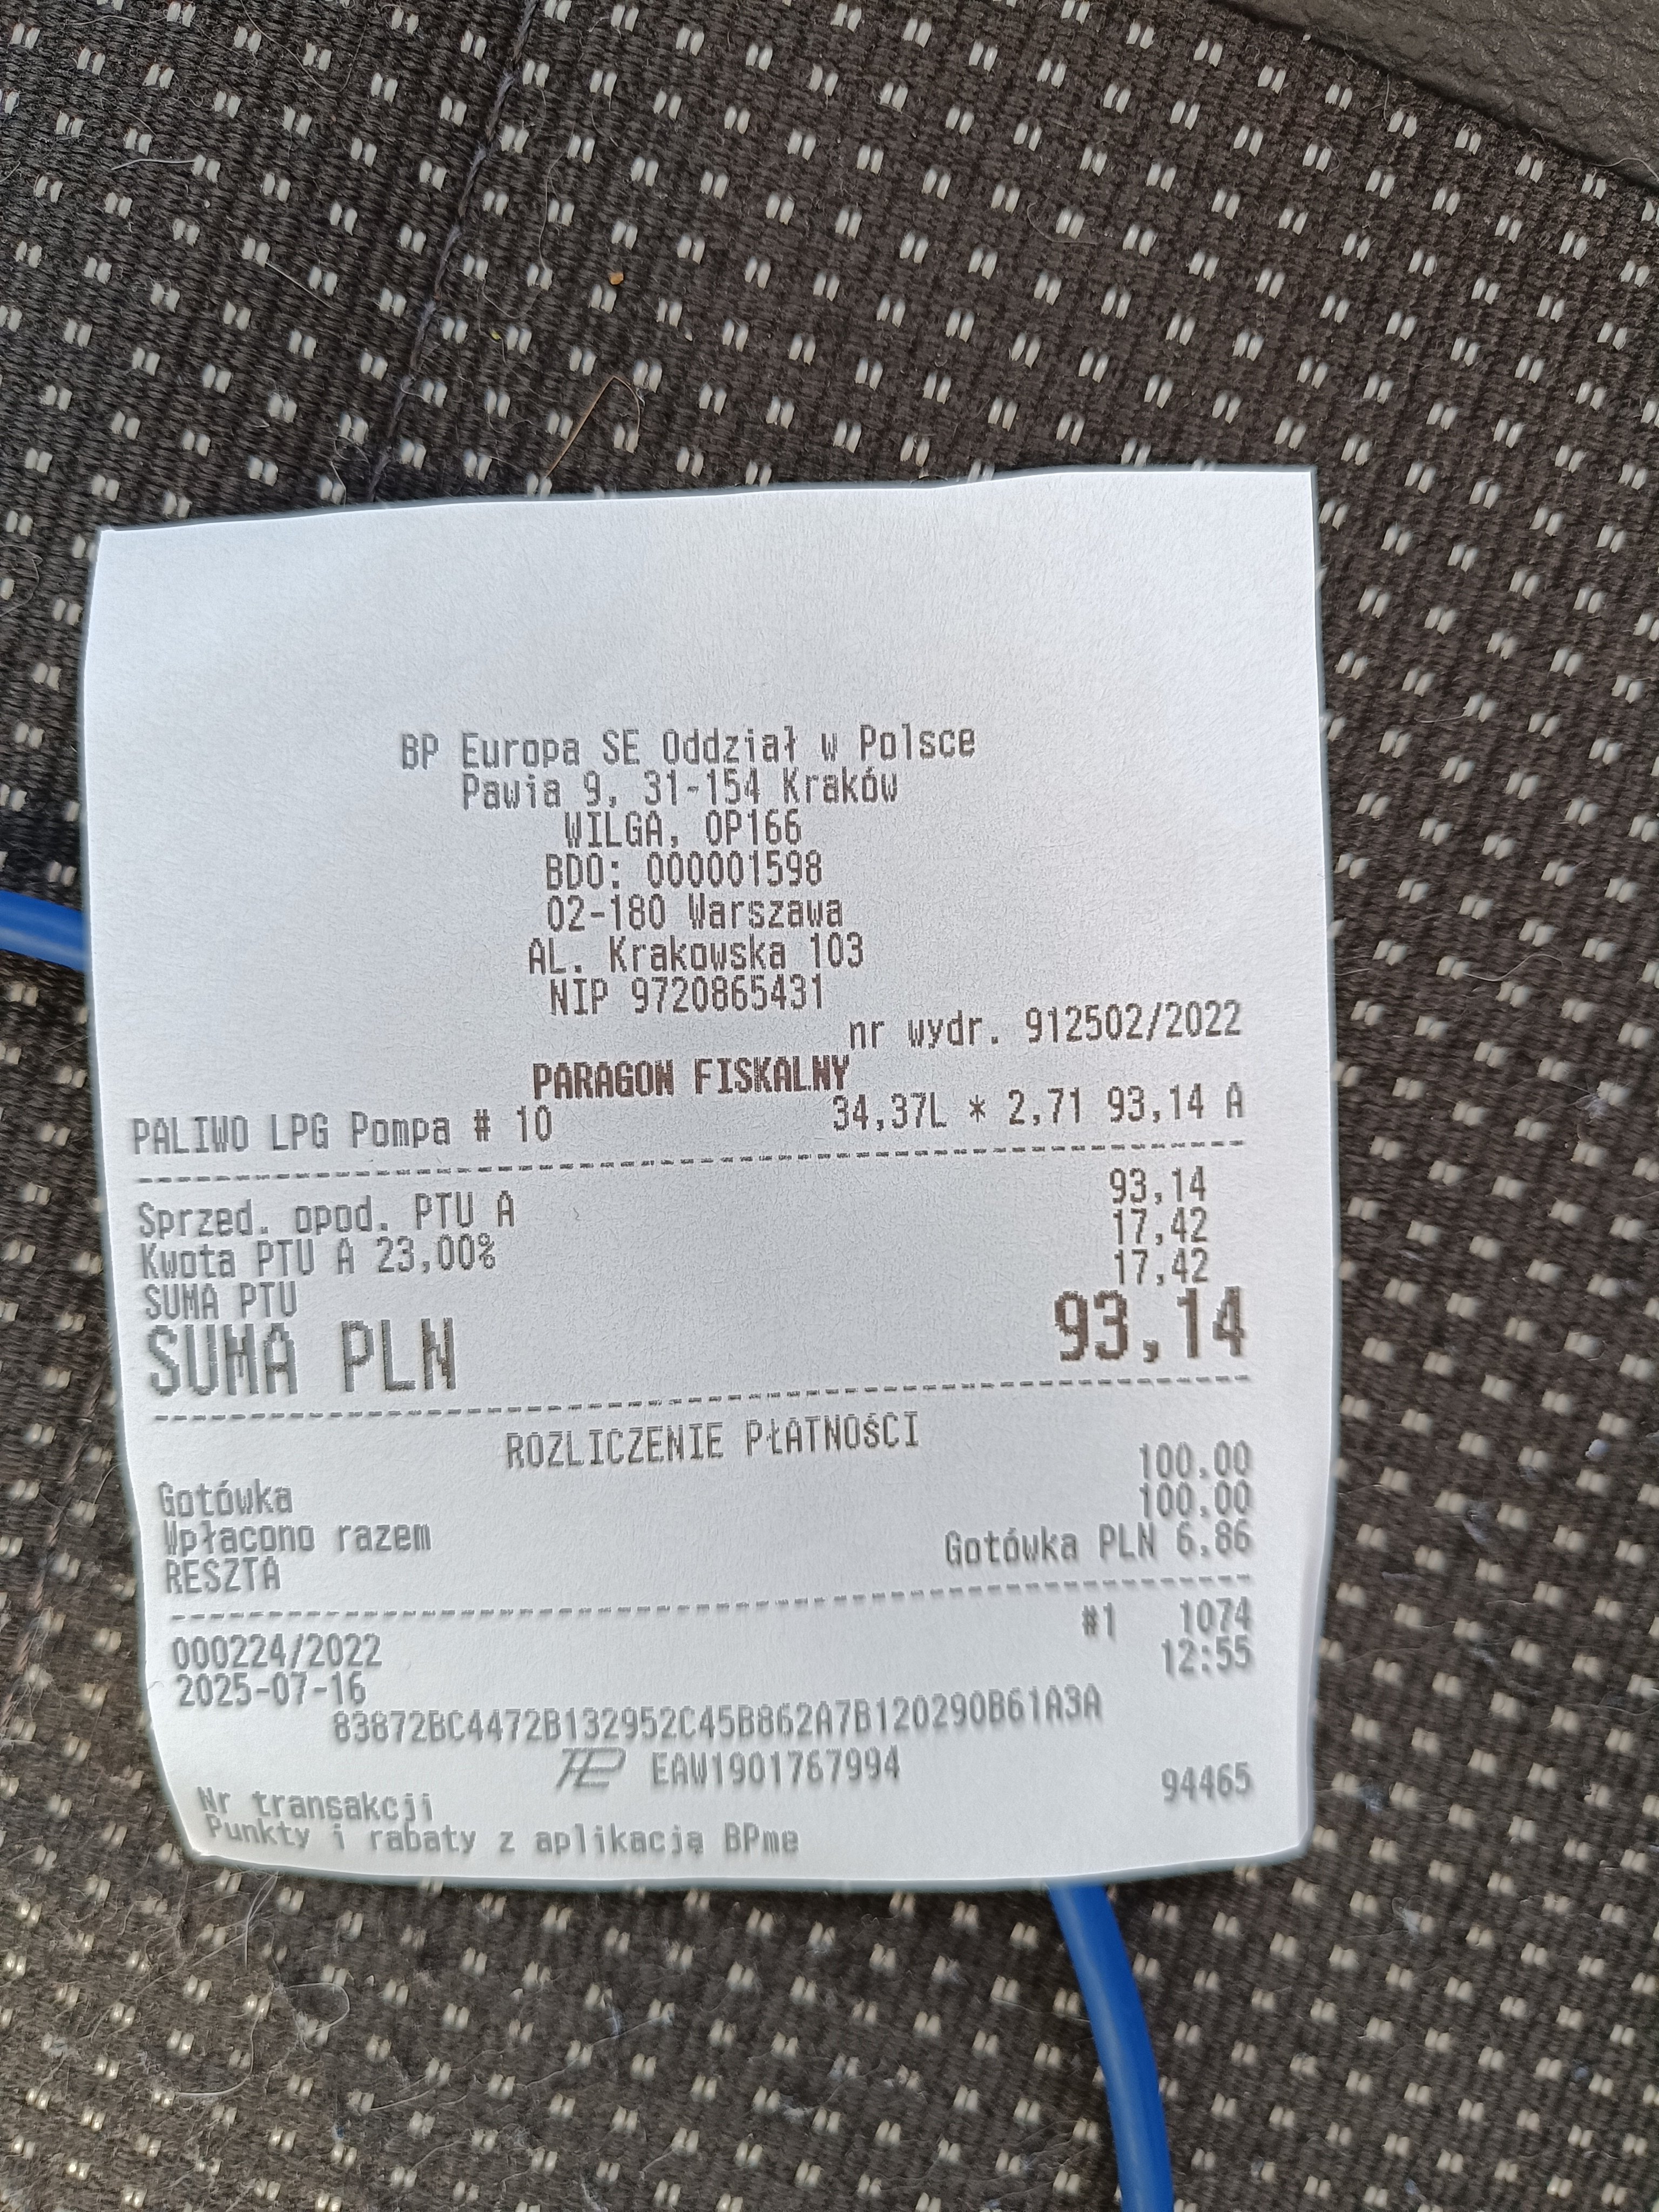 BP Europa SE Oddział w Polsce
Pawia 9, 31-154 Kraków
WILGA, OP166
BDO: 000001598
02-180 Warszawa
AL. Krakowska 103
NIP 9720865431
nr wydr. 912502/2022
PARAGON FISKALNY
PALIWO LPG Pompa # 10 34,37L * 2,71 93,14 A
Sprzed. opod. PTU A 93,14
Kwota PTU A 23,00% 17,42
SUMA PTU 17,42
SUMA PLN 93,14
ROZLICZENIE PŁATNOŚCI
Gotówka 100,00
Wpłacono razem 100,00
RESZTA Gotówka PLN 6,86
000224/2022 #1 1074
2025-07-16 12:55
83872BC4472B132952C45B862A7B120290B61A3A
EAW1901767994
Nr transakcji 94465
Punkty i rabaty z aplikacją BPme